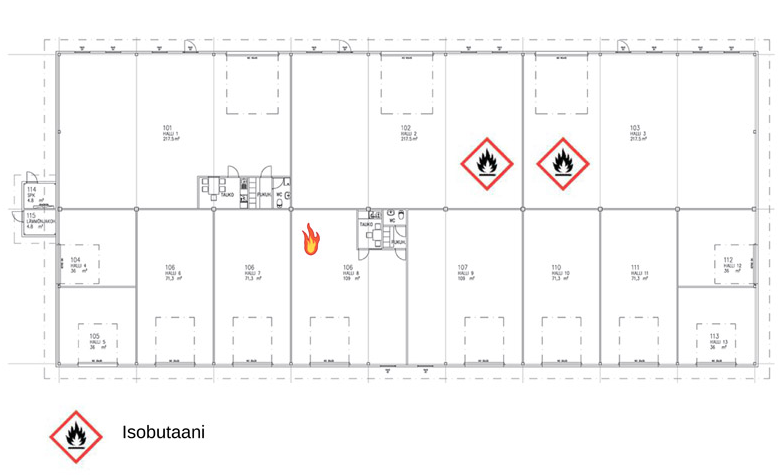 101
HALLI 1
217.5 m²
102
HALLI 2
217.5 m²
103
HALLI 3
217.5 m²
114
SPK
4.8 m²
TAUKO
PUKUH.
WC
115
4.8 m²
TAUKO
WC
PUKUH.
104
HALLI 4
36 m²
106
HALLI 6
71,3 m²
106
HALLI 7
71,3 m²
106
HALLI 8
109 m²
107
HALLI 9
109 m²
110
HALLI 10
71,3 m²
111
HALLI 11
71,3 m²
112
HALLI 12
36 m²
105
HALLI 5
36 m²
113
HALLI 13
36 m²
Isobutaani